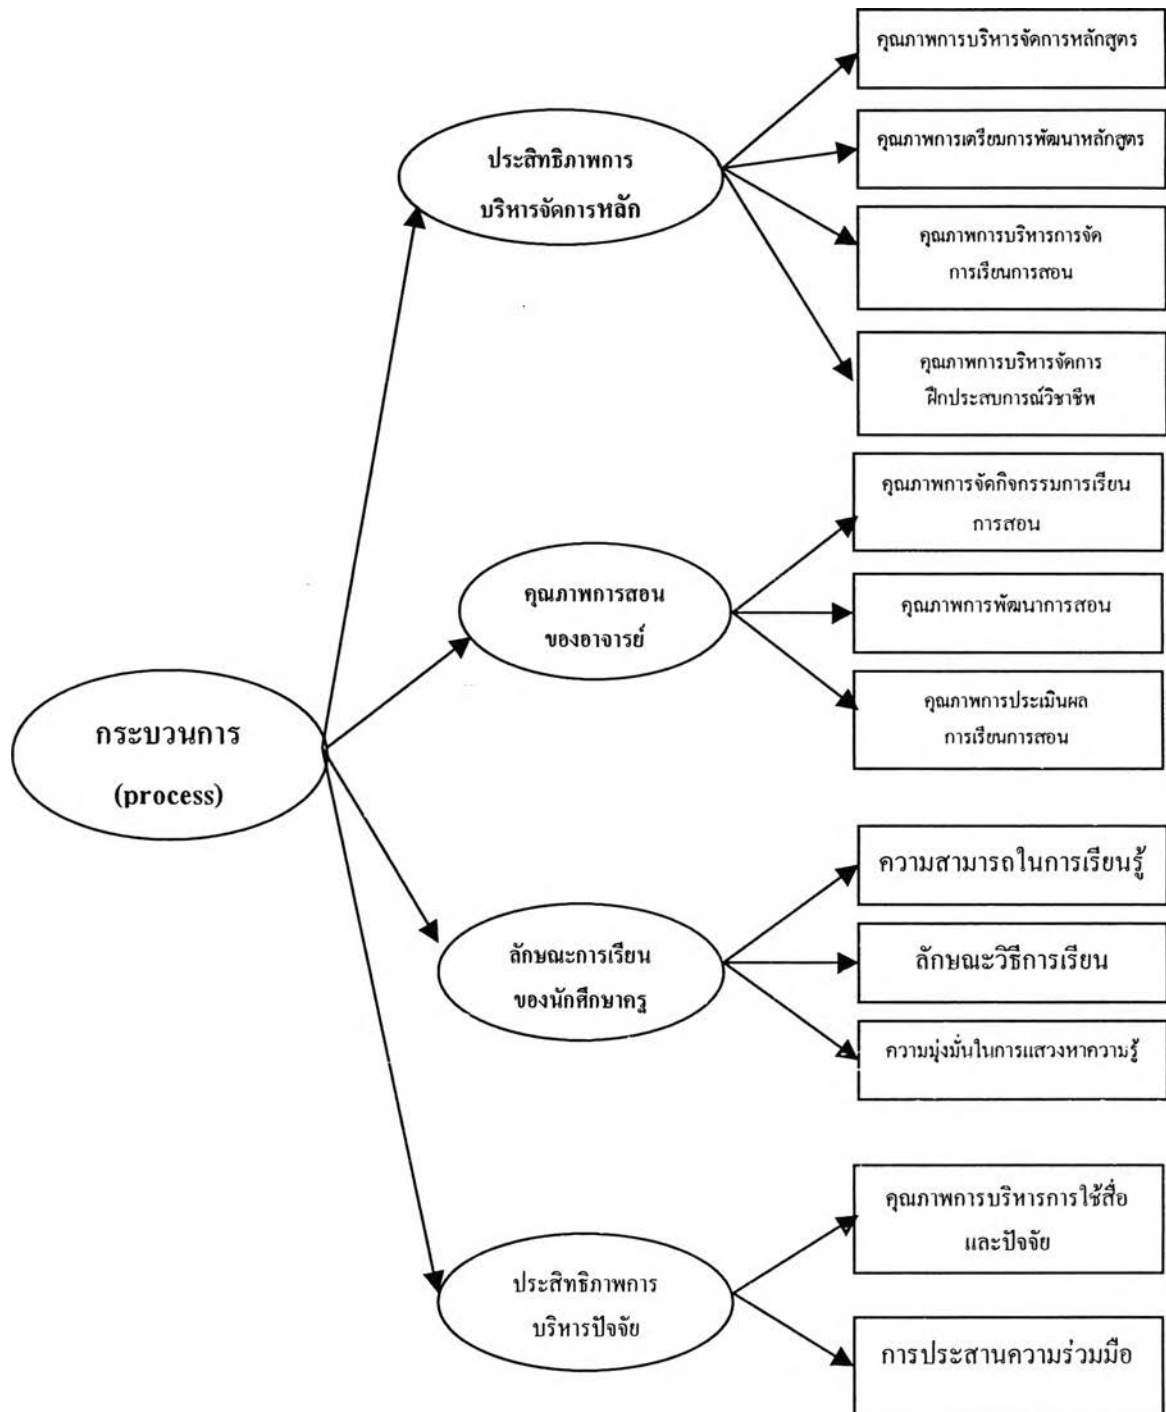 คุณภาพการบริหารจัดการหลักสูตร
ประสิทธิภาพการ
บริหารจัดการหลัก
คุณภาพการเตรียมการพัฒนาหลักสูตร
คุณภาพการบริหารการจัด
การเรียนการสอน
คุณภาพการบริหารจัดการ
ฝึกประสบการณ์วิชาชีพ
คุณภาพการจัดกิจกรรมการเรียน
การสอน
คุณภาพการสอน
ของอาจารย์
คุณภาพการพัฒนาการสอน
คุณภาพการประเมินผล
การเรียนการสอน
กระบวนการ
(process)
ความสามารถในการเรียนรู้
ลักษณะการเรียน
ของนักศึกษาครู
ลักษณะวิธีการเรียน
ความมุ่งมั่นในการแสวงหาความรู้
คุณภาพการบริหารการใช้สื่อ
และปัจจัย
ประสิทธิภาพการ
บริหารปัจจัย
การประสานความร่วมมือ